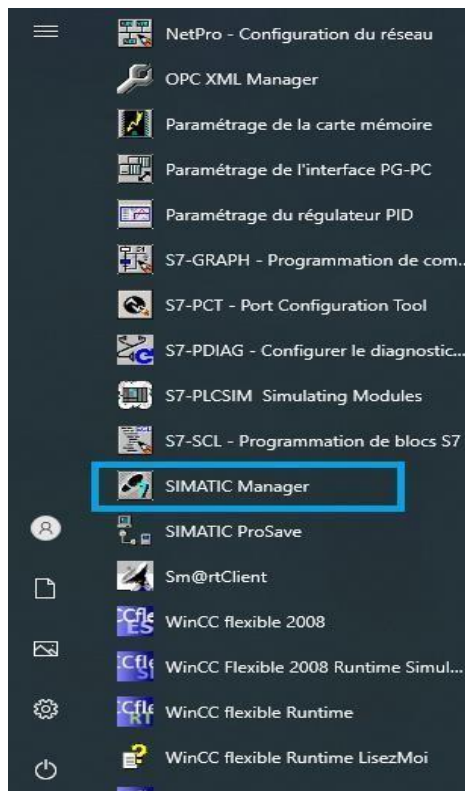 NetPro - Configuration du réseau
OPC XML Manager
Paramétrage de la carte mémoire
Paramétrage de l'interface PG-PC
Paramétrage du régulateur PID
S7-GRAPH - Programmation de com...
S7-PCT - Port Configuration Tool
S7-PDIAG - Configurer le diagnostic...
S7-PLCSIM Simulating Modules
S7-SCL - Programmation de blocs S7
SIMATIC Manager
SIMATIC ProSave
Sm@rtClient
WinCC flexible 2008
WinCC Flexible 2008 Runtime Simul...
WinCC flexible Runtime
WinCC flexible Runtime LisezMoi